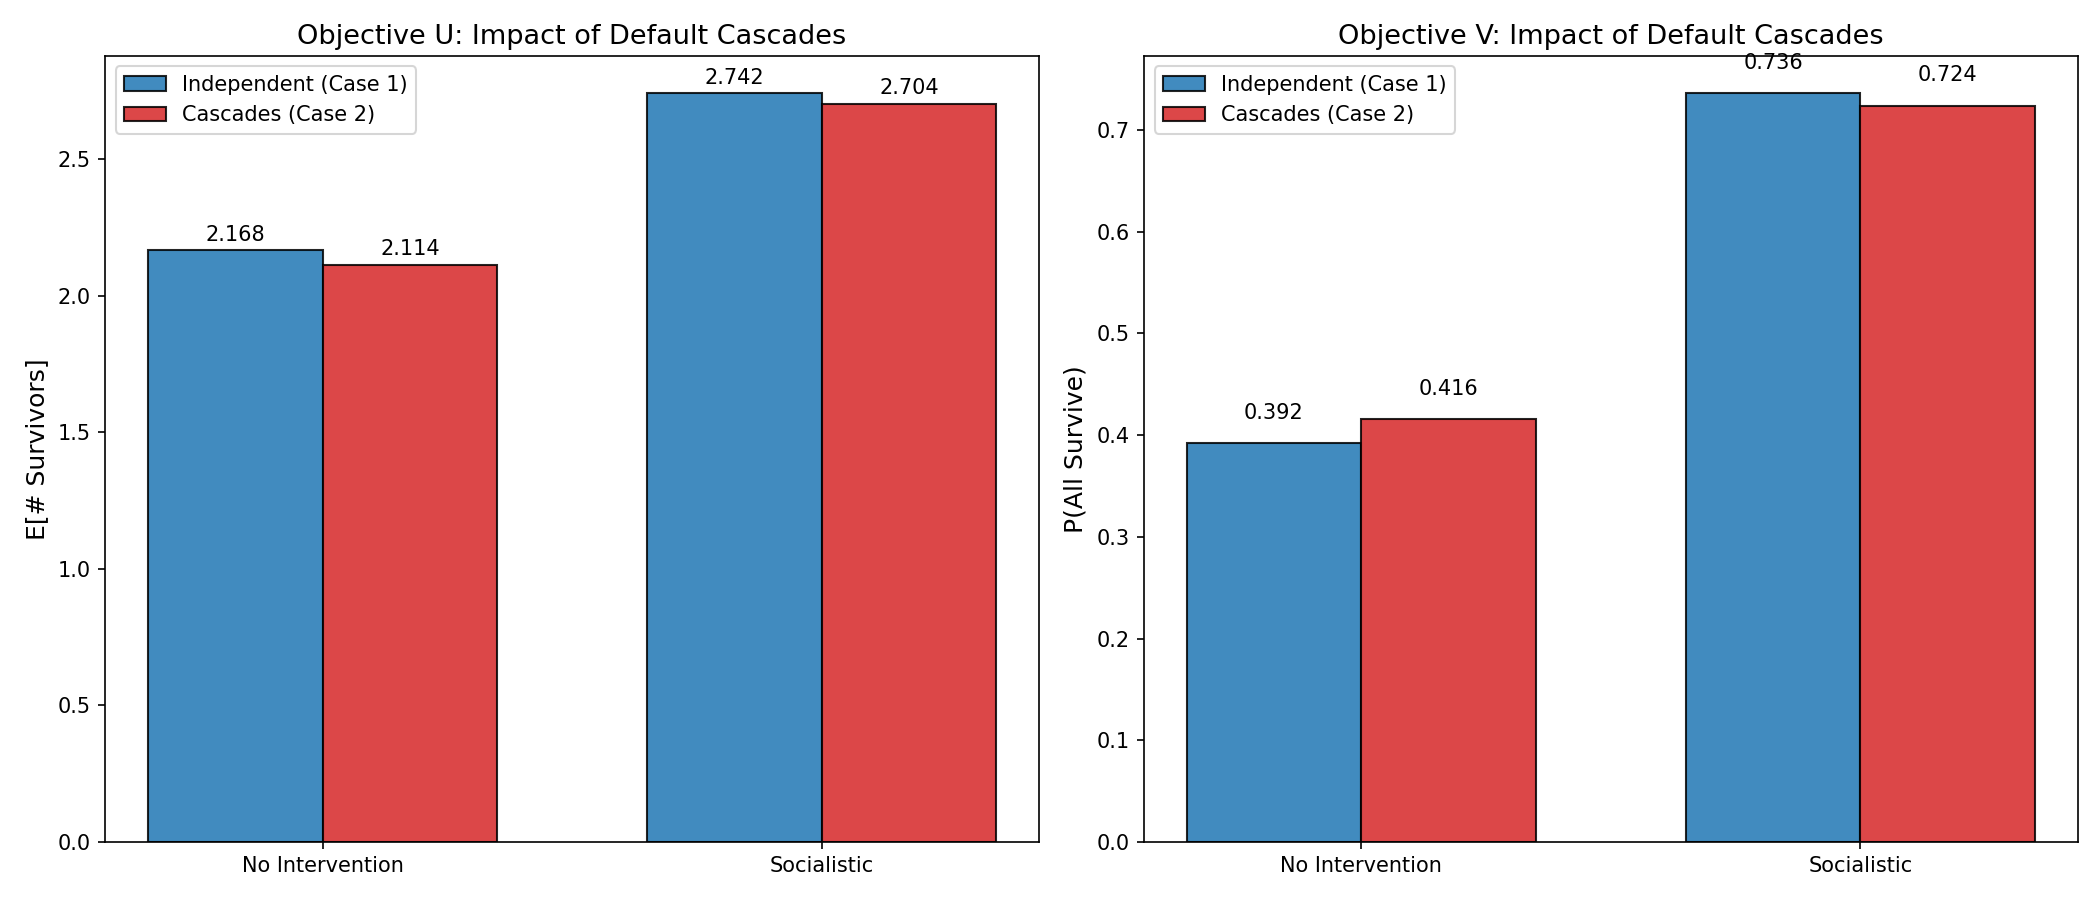 Objective U: Impact of Default Cascades
Independent (Case 1)
Cascades (Case 2)
2.742
2.704
2.168
2.114
2.5
2.0
1.5
1.0
0.5
0.0
E[# Survivors]
No Intervention
Socialistic
Objective V: Impact of Default Cascades
Independent (Case 1)
Cascades (Case 2)
0.736
0.724
0.392
0.416
0.7
0.6
0.5
0.4
0.3
0.2
0.1
0.0
P(All Survive)
No Intervention
Socialistic